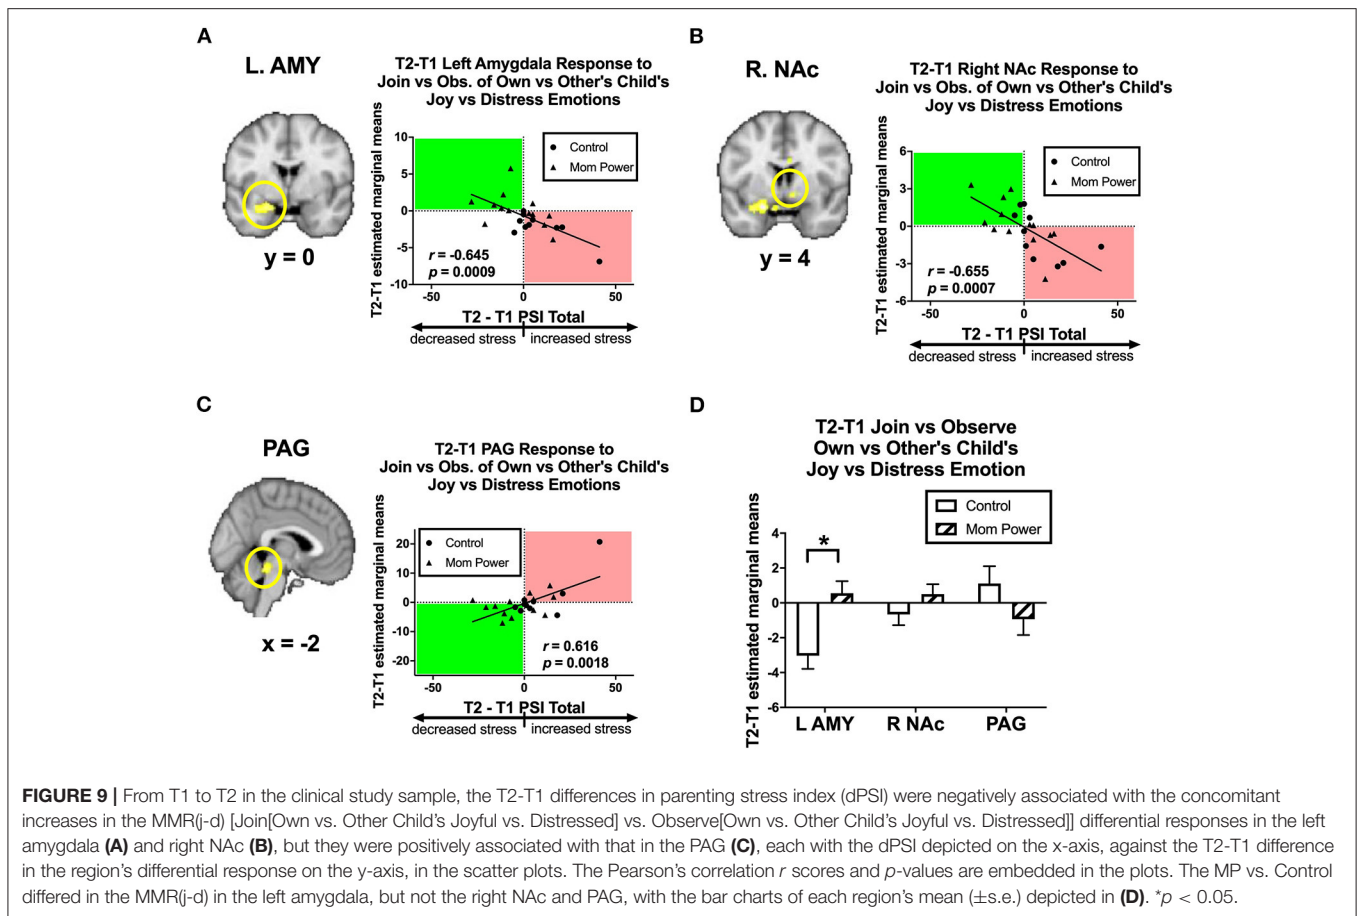 A
L. AMY
y = 0
T2-T1 Left Amygdala Response to
Join vs Obs. of Own vs Other's Child's
Joy vs Distress Emotions
T2-T1 estimated marginal means
10
5
0
-5
-10
Control
Mom Power
r = -0.645
p = 0.0009
-50
0
50
T2 - T1 PSI Total
decreased stress
increased stress
B
R. NAc
y = 4
T2-T1 Right NAc Response to
Join vs Obs. of Own vs Other's Child's
Joy vs Distress Emotions
T2-T1 estimated marginal means
6
3
0
-3
-6
Control
Mom Power
r = -0.655
p = 0.0007
-50
0
50
T2 - T1 PSI Total
decreased stress
increased stress
C
PAG
x = -2
T2-T1 PAG Response to
Join vs Obs. of Own vs Other's Child's
Joy vs Distress Emotions
T2-T1 estimated marginal means
20
10
0
-10
-20
Control
Mom Power
r = 0.616
p = 0.0018
-50
0
50
T2 - T1 PSI Total
decreased stress
increased stress
D
T2-T1 Join vs Observe
Own vs Other's Child's
Joy vs Distress Emotion
T2-T1 estimated marginal means
4
2
0
-2
-4
-6
Control
Mom Power
*
L AMY
R NAc
PAG
FIGURE 9 | From T1 to T2 in the clinical study sample, the T2-T1 differences in parenting stress index (dPSI) were negatively associated with the concomitant
increases in the MMR(j-d) [Join[Own vs. Other Child's Joyful vs. Distressed] vs. Observe[Own vs. Other Child's Joyful vs. Distressed]] differential responses in the left
amygdala (A) and right NAc (B), but they were positively associated with that in the PAG (C), each with the dPSI depicted on the x-axis, against the T2-T1 difference
in the region's differential response on the y-axis, in the scatter plots. The Pearson's correlation r scores and p-values are embedded in the plots. The MP vs. Control
differed in the MMR(j-d) in the left amygdala, but not the right NAc and PAG, with the bar charts of each region's mean (±s.e.) depicted in (D). *p < 0.05.